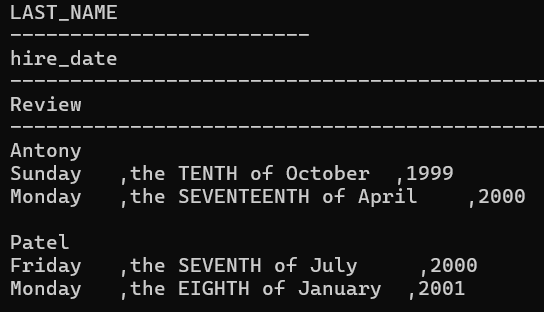 LAST_NAME
-------------------------
hire_date
---------------------------------------------
Review
---------------------------------------------
Antony
Sunday   ,the TENTH of October  ,1999
Monday   ,the SEVENTEENTH of April    ,2000

Patel
Friday   ,the SEVENTH of July     ,2000
Monday   ,the EIGHTH of January  ,2001